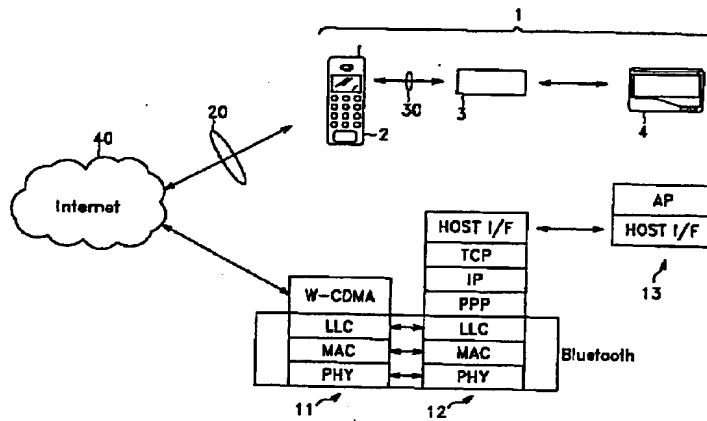 1
20
30
3
2
4
40
Internet
AP
HOST I/F
HOST I/F
TCP
IP
PPP
13
W-CDMA
LLC
LLC
MAC
MAC
Bluetooth
PHY
PHY
11
12